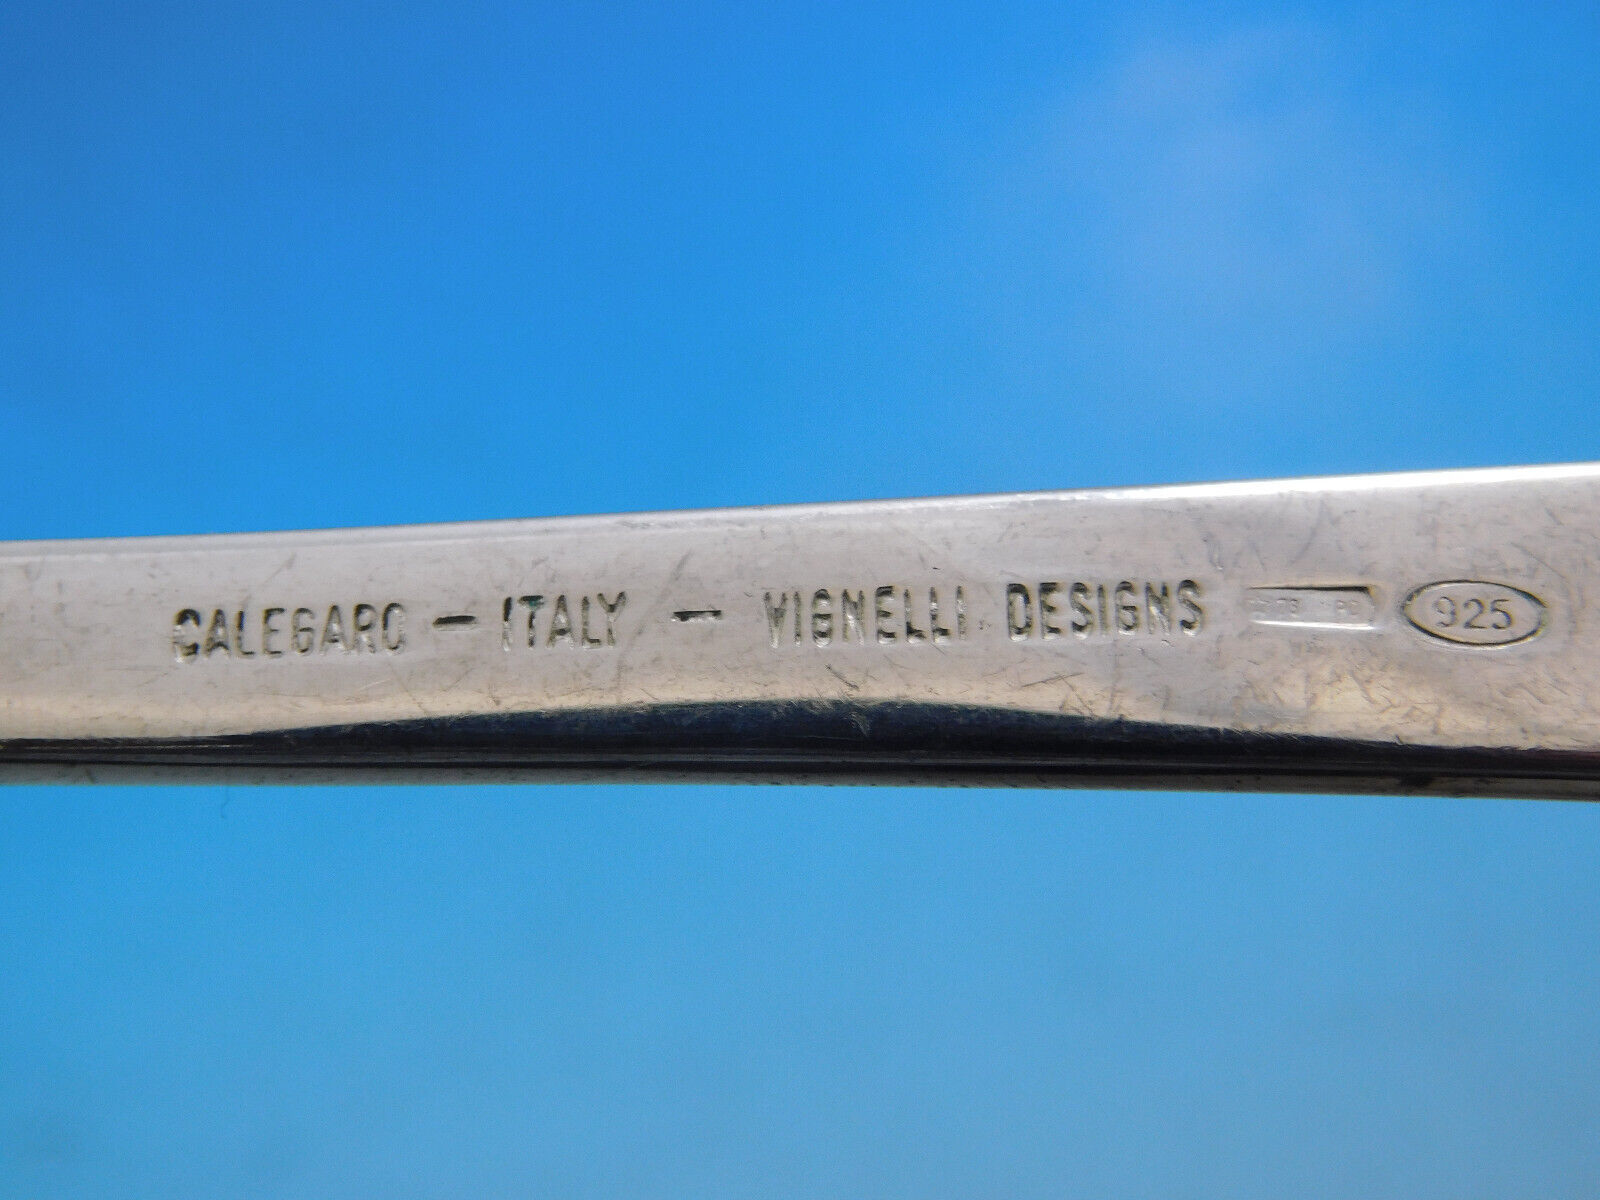 CALEGARO - ITALY - VIGNELLI DESIGNS 925